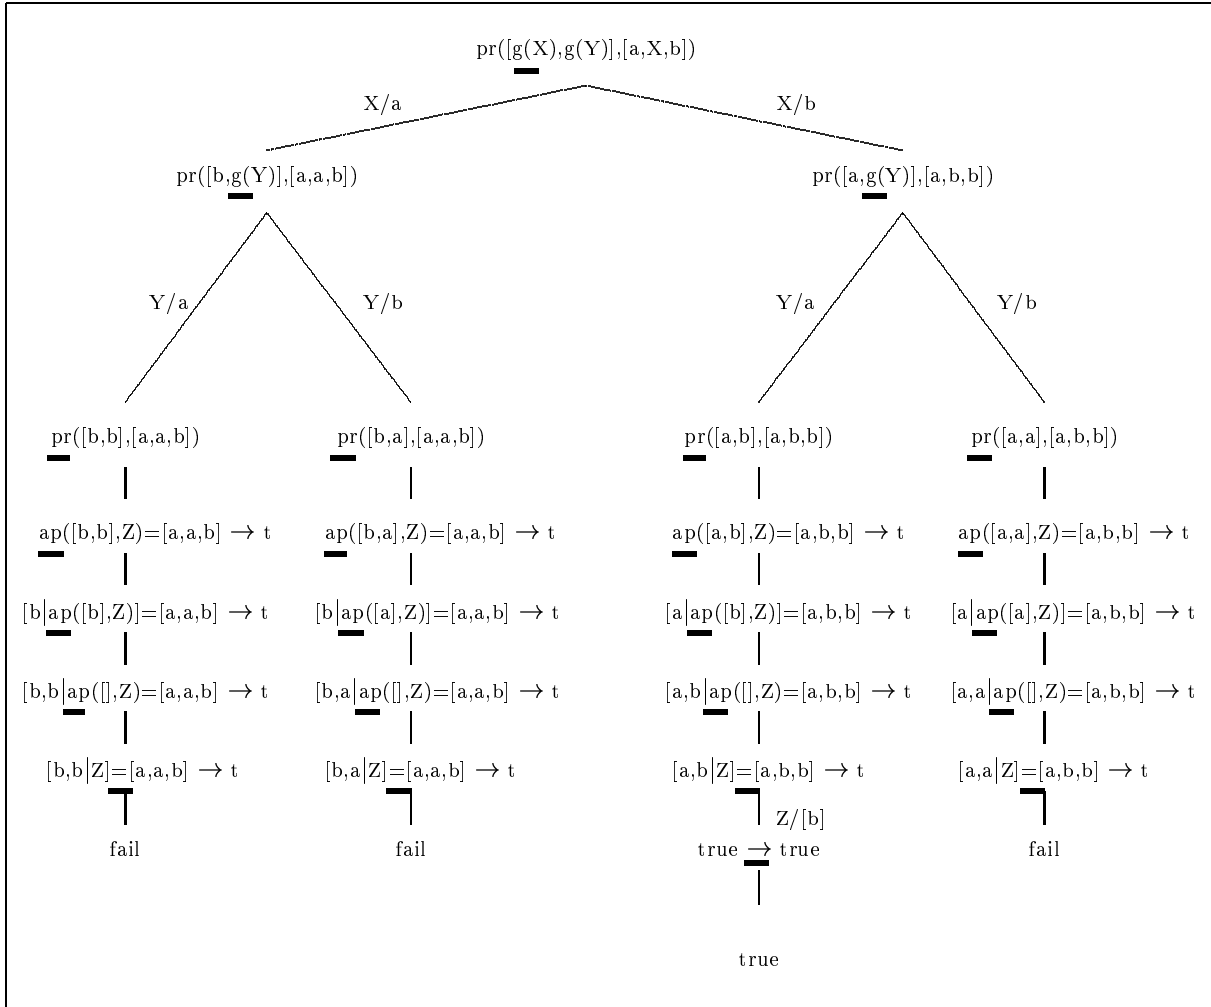 pr([g(X),g(Y)],[a,X,b])
X/a X/b
pr([b,g(Y)],[a,a,b]) pr([a,g(Y)],[a,b,b])
Y/a Y/b Y/a Y/b
pr([b,b],[a,a,b]) pr([b,a],[a,a,b]) pr([a,b],[a,b,b]) pr([a,a],[a,b,b])
ap([b,b],Z)=[a,a,b] → t ap([b,a],Z)=[a,a,b] → t ap([a,b],Z)=[a,b,b] → t ap([a,a],Z)=[a,b,b] → t
[b|ap([b],Z)]=[a,a,b] → t [b|ap([a],Z)]=[a,a,b] → t [a|ap([b],Z)]=[a,b,b] → t [a|ap([a],Z)]=[a,b,b] → t
[b,b|ap([],Z)=[a,a,b] → t [b,a|ap([],Z)=[a,a,b] → t [a,b|ap([],Z)=[a,b,b] → t [a,a|ap([],Z)=[a,b,b] → t
[b,b|Z]=[a,a,b] → t [b,a|Z]=[a,a,b] → t [a,b|Z]=[a,b,b] → t [a,a|Z]=[a,b,b] → t
Z/[b]
fail fail true → true fail
true